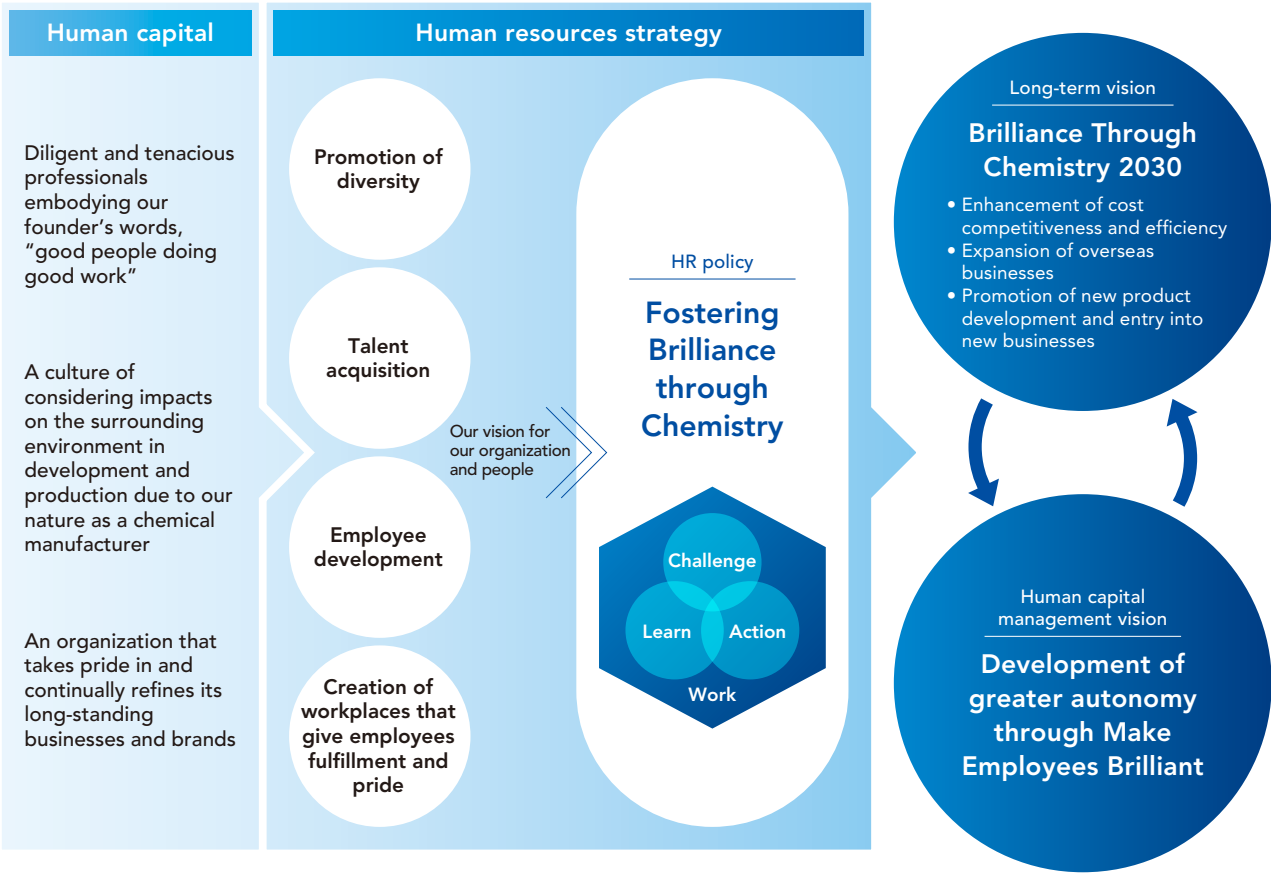 Human capital
Diligent and tenacious
professionals
embodying our
founder’s words,
“good people doing
good work”
A culture of
considering impacts
on the surrounding
environment in
development and
production due to our
nature as a chemical
manufacturer
An organization that
takes pride in and
continually refines its
long-standing
businesses and brands
Human resources strategy
Promotion of
diversity
Talent
acquisition
Employee
development
Creation of
workplaces that
give employees
fulfillment and
pride
Our vision for
our organization
and people
HR policy
Fostering
Brilliance
through
Chemistry
Challenge
Learn Action
Work
Long-term vision
Brilliance Through
Chemistry 2030
• Enhancement of cost
competitiveness and efficiency
• Expansion of overseas
businesses
• Promotion of new product
development and entry into
new businesses
Human capital
management vision
Development of
greater autonomy
through Make
Employees Brilliant